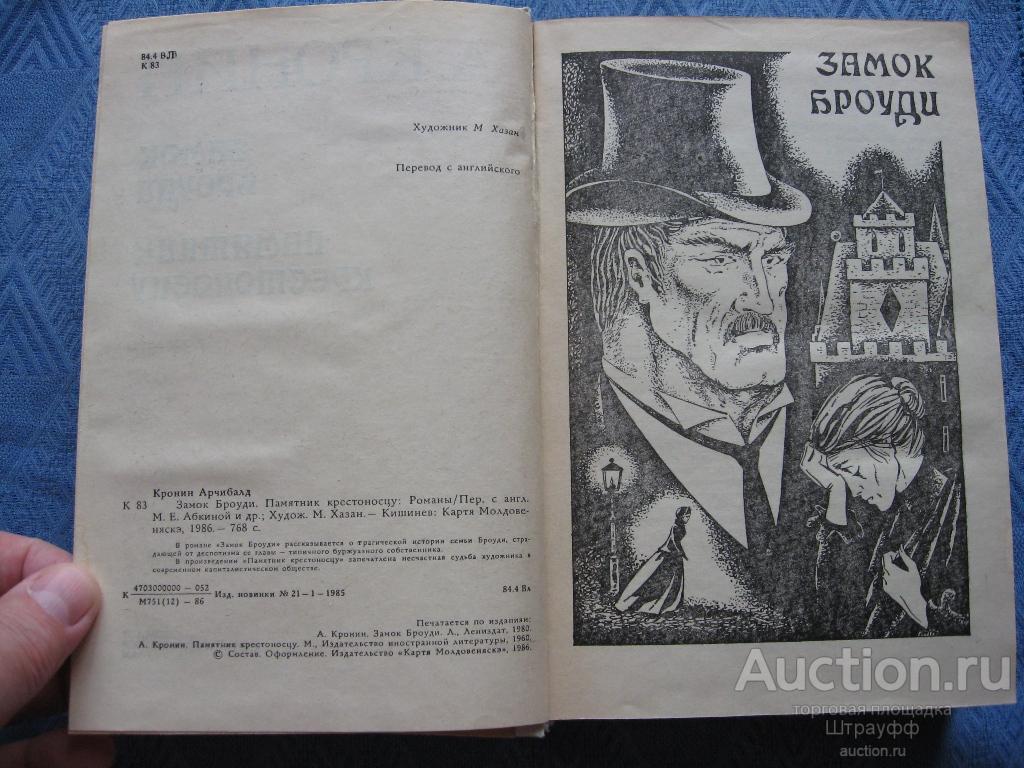 84.4 ВЛ
К 83
Художник М Хазан
Перевод с английского
Кронин Арчибалд
К 83 Замок Броуди. Памятник крестоносцу: Романы/Пер. с англ.
М. Е. Абкиной и др.; Худож. М. Хазан. — Кишинев: Картя Молдове-
няскэ, 1986. — 768 с.
В романе «Замок Броуди» рассказывается о трагической истории семьи Броуди, стра-
дающей от деспотизма ее главы — типичного буржуазного собственника.
В произведении «Памятник крестоносцу» запечатлена несчастная судьба художника в
современном капиталистическом обществе.
К 4703000000 — 052
М751(12) — 86 Изд. новинки № 21—1—1985 84.4 Вл
Печатается по изданиям:
А. Кронин. Замок Броуди. Л., Лениздат, 1980.
А. Кронин. Памятник крестоносцу. М., Издательство иностранной литературы, 1960.
© Состав. Оформление. Издательство «Картя Молдовеняскэ», 1986.
ЗАМОК
БРОУДИ
Auction.ru
торговая площадка
Штрауфф
auction.ru